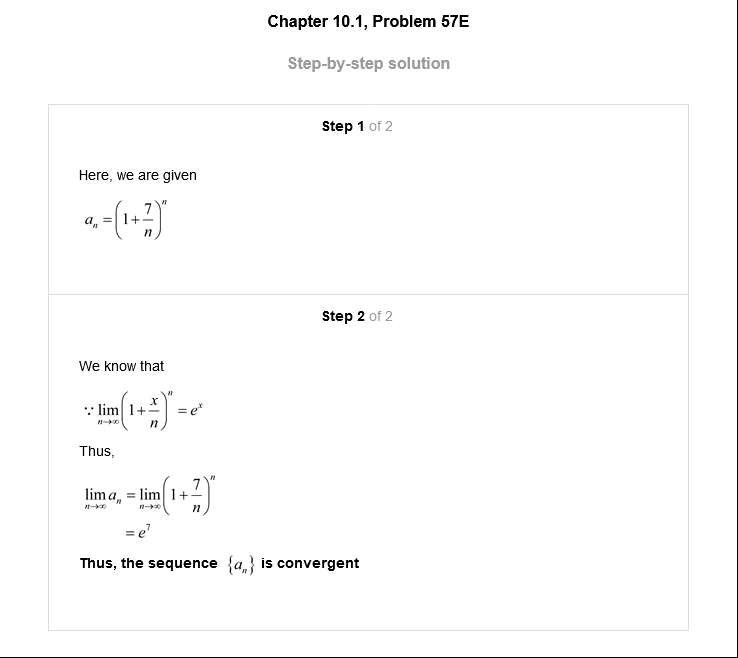 Chapter 10.1, Problem 57E
Step-by-step solution
Step 1 of 2
Here, we are given
$a_n = \left(1+\frac{7}{n}\right)^n$
Step 2 of 2
We know that
$\because \lim_{n\to\infty}\left(1+\frac{x}{n}\right)^n = e^x$
Thus,
$\lim_{n\to\infty} a_n = \lim_{n\to\infty}\left(1+\frac{7}{n}\right)^n$
$= e^7$
Thus, the sequence $\{a_n\}$ is convergent